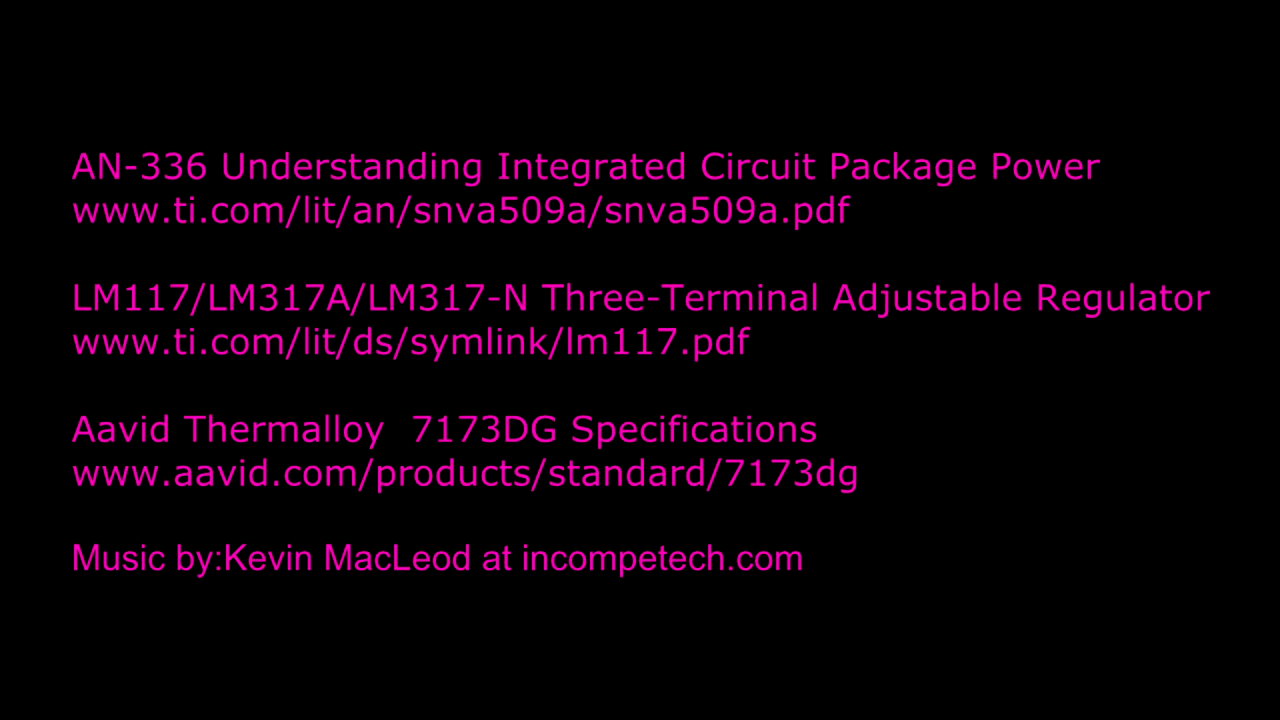 AN-336 Understanding Integrated Circuit Package Power
www.ti.com/lit/an/snva509a/snva509a.pdf
LM117/LM317A/LM317-N Three-Terminal Adjustable Regulator
www.ti.com/lit/ds/symlink/lm117.pdf
Aavid Thermalloy  7173DG Specifications
www.aavid.com/products/standard/7173dg
Music by:Kevin MacLeod at incompetech.com